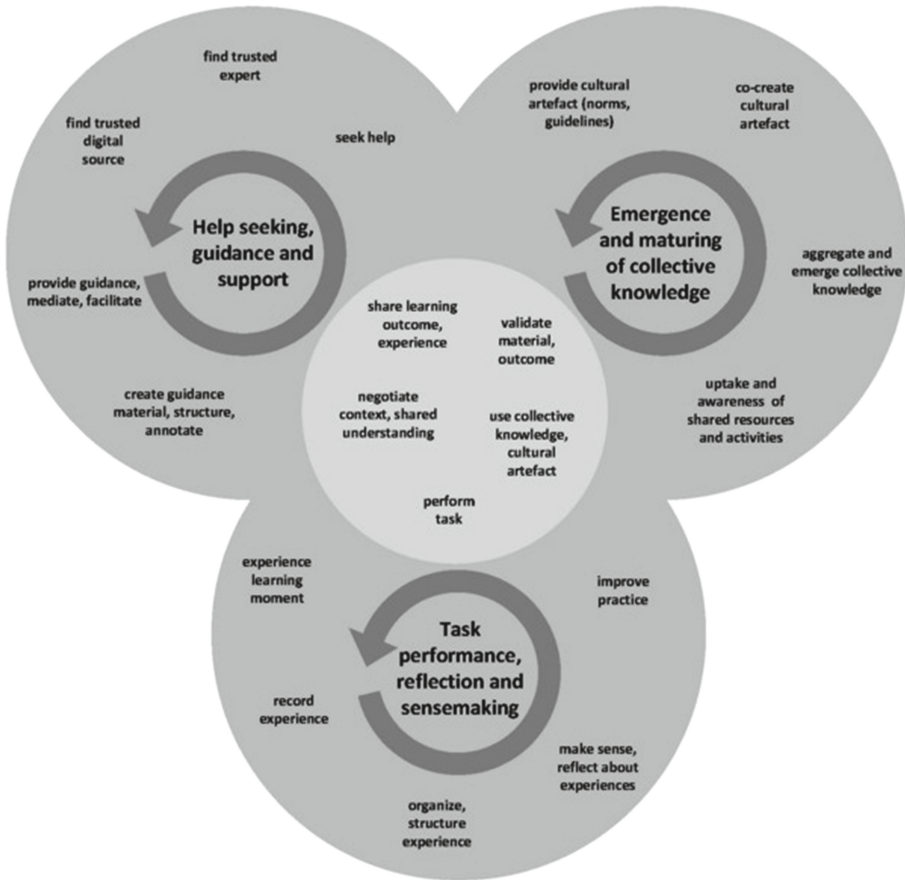 find trusted
expert
find trusted
digital
source
seek help
Help seeking,
guidance and
support
provide guidance,
mediate, facilitate
create guidance
material, structure,
annotate
provide cultural
artefact (norms,
guidelines)
co-create
cultural
artefact
Emergence
and maturing
of collective
knowledge
aggregate and
emerge collective
knowledge
uptake and
awareness of
shared resources
and activities
share learning
outcome,
experience
validate
material,
outcome
negotiate
context, shared
understanding
use collective
knowledge,
cultural
artefact
perform
task
experience
learning
moment
improve
practice
Task
performance,
reflection and
sensemaking
record
experience
make sense,
reflect about
experiences
organize,
structure
experience